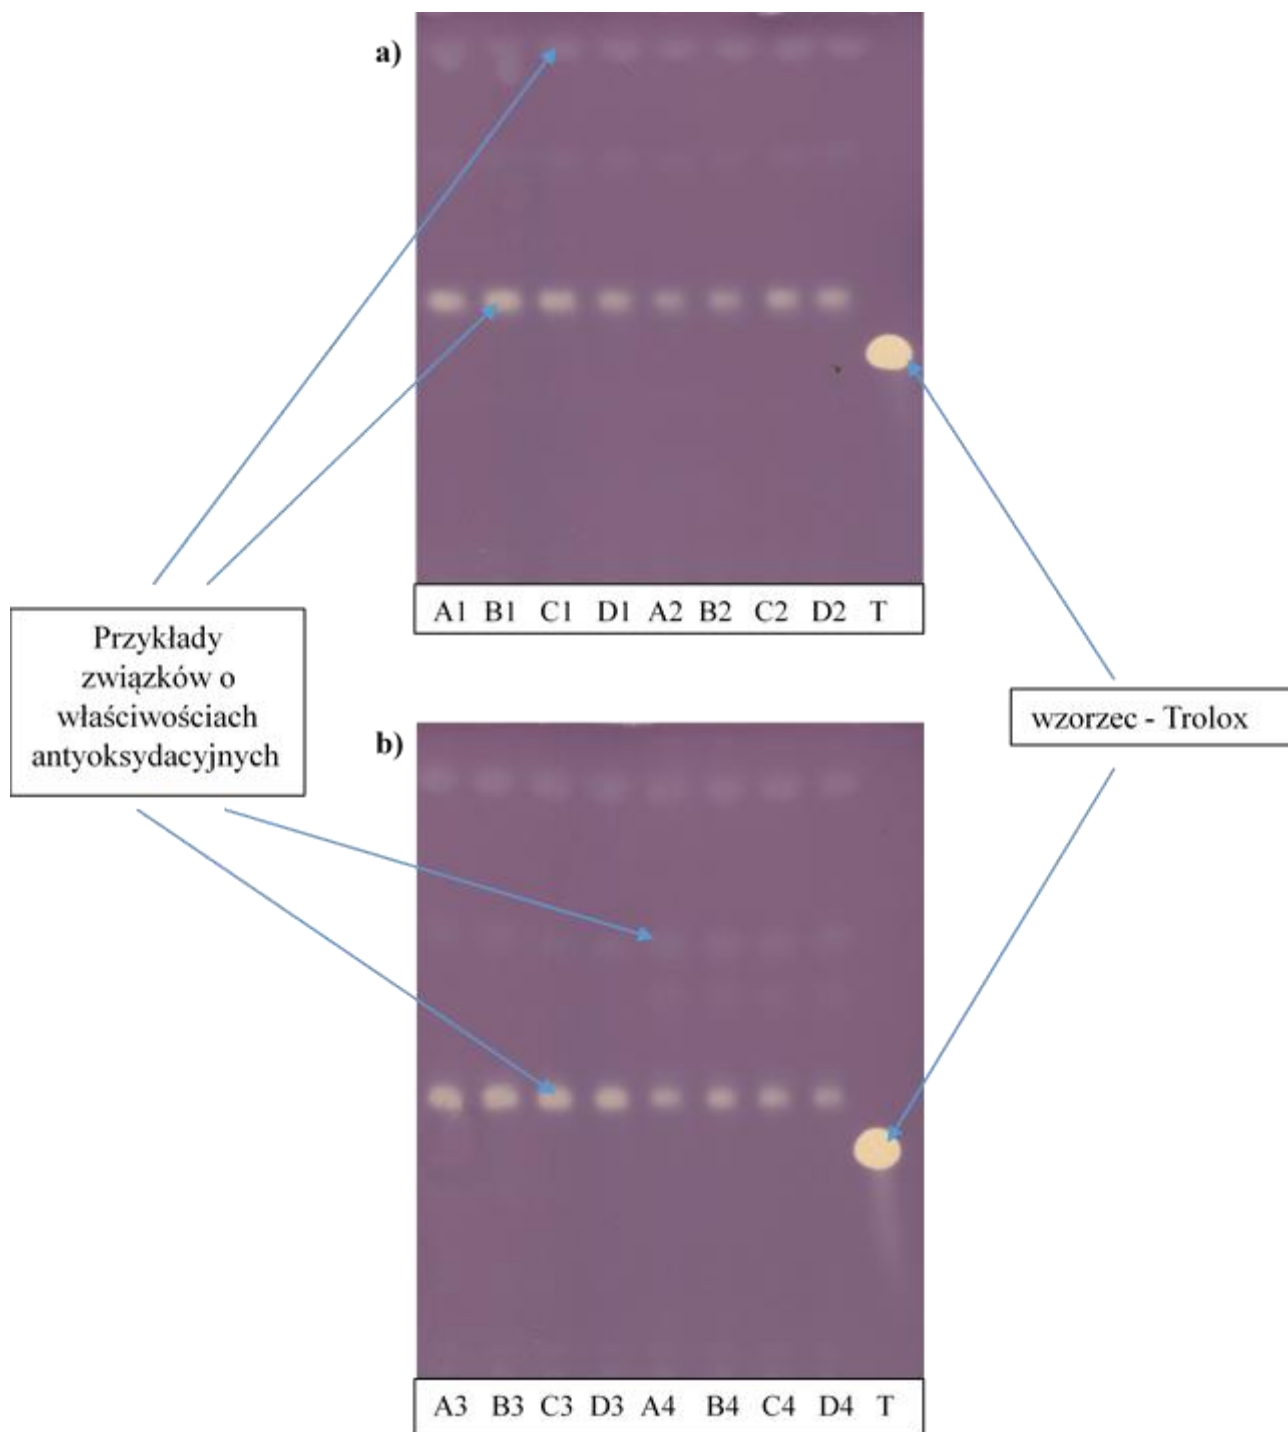 a)
A1 B1 C1 D1 A2 B2 C2 D2 T
Przykłady
związków o
właściwościach
antyoksydacyjnych
wzorzec - Trolox
b)
A3 B3 C3 D3 A4 B4 C4 D4 T